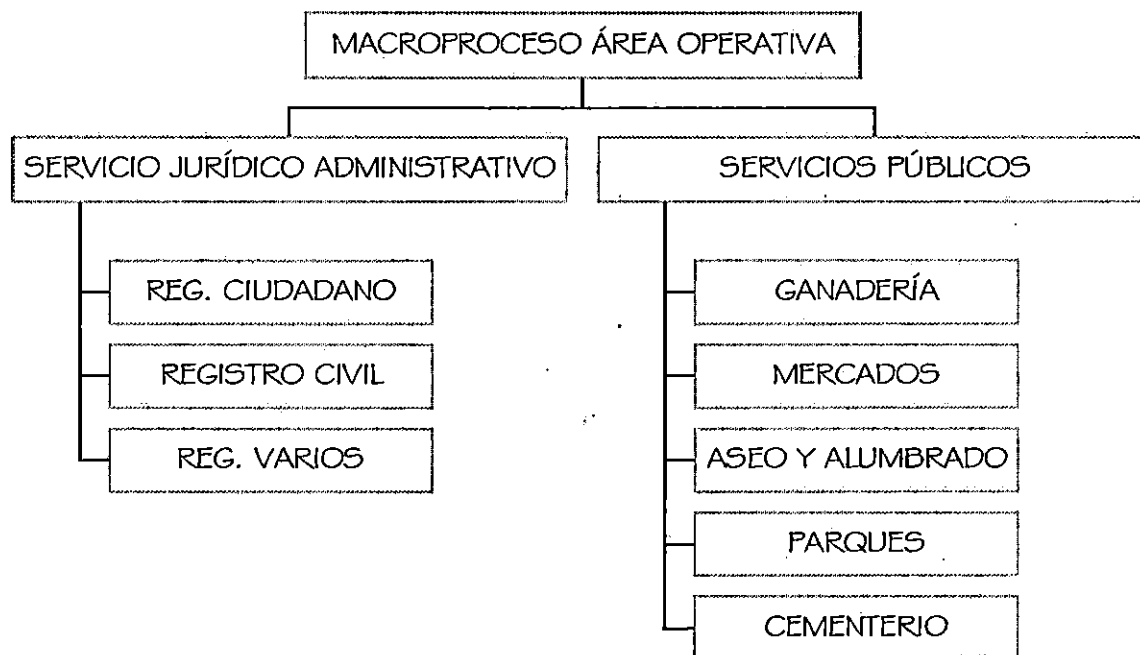 MACROPROCESO ÁREA OPERATIVA
SERVICIO JURÍDICO ADMINISTRATIVO
REG. CIUDADANO
REGISTRO CIVIL
REG. VARIOS
SERVICIOS PÚBLICOS
GANADERÍA
MERCADOS
ASEO Y ALUMBRADO
PARQUES
CEMENTERIO